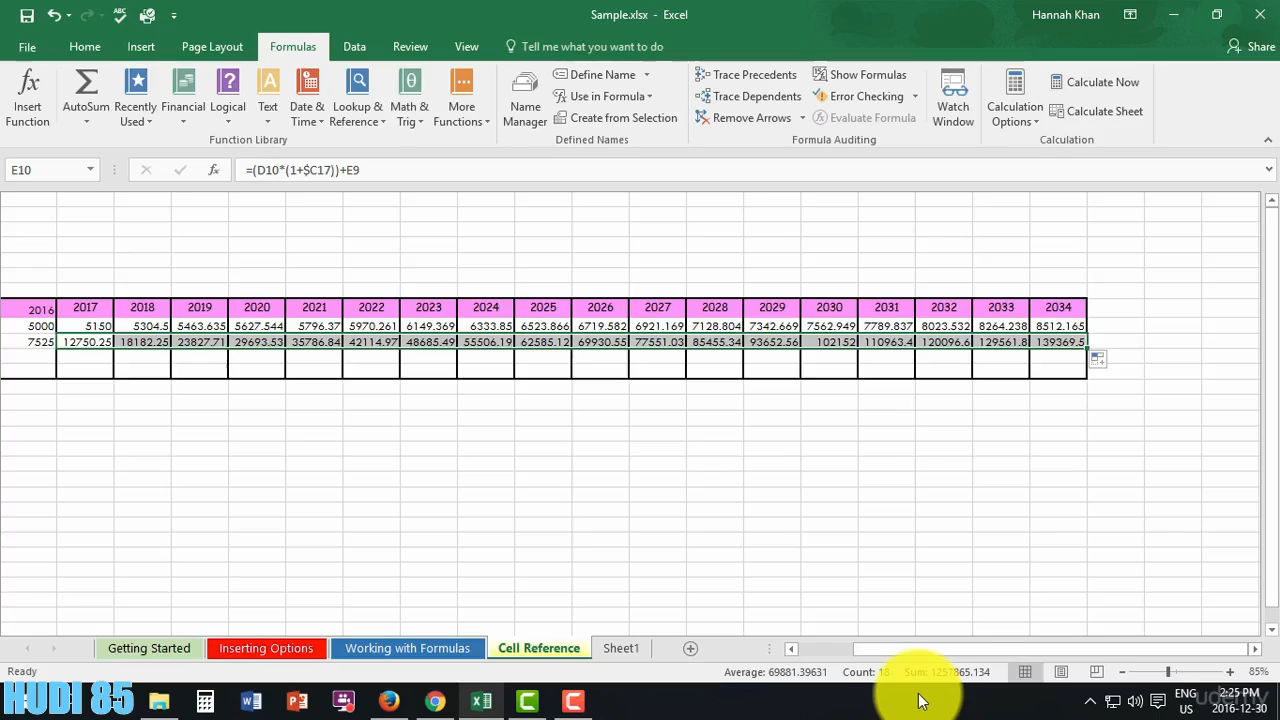 Sample.xlsx - Excel
Hannah Khan
File Home Insert Page Layout Formulas Data Review View Tell me what you want to do Share
Insert Function
AutoSum
Recently Used
Financial
Logical
Text
Date & Time
Lookup & Reference
Math & Trig
More Functions
Function Library
Name Manager
Define Name
Use in Formula
Create from Selection
Defined Names
Trace Precedents
Trace Dependents
Remove Arrows
Show Formulas
Error Checking
Evaluate Formula
Formula Auditing
Watch Window
Calculation Options
Calculate Now
Calculate Sheet
Calculation
E10 fx =(D10*(1+$C17))+E9
2016 2017 2018 2019 2020 2021 2022 2023 2024 2025 2026 2027 2028 2029 2030 2031 2032 2033 2034
5000 5150 5304.5 5463.635 5627.544 5796.37 5970.261 6149.369 6333.85 6523.866 6719.582 6921.169 7128.804 7342.669 7562.949 7789.837 8023.532 8264.238 8512.165
7525 12750.25 18182.25 23827.71 29693.53 35786.84 42114.97 48685.49 55506.19 62585.12 69930.55 77551.03 85455.34 93652.56 102152 110963.4 120096.6 129561.8 139369.5
Getting Started Inserting Options Working with Formulas Cell Reference Sheet1
Ready Average: 69881.39631 Count: 18 Sum: 1257865.134 85%
HUDI 85
ENG US
2:25 PM
2016-12-30
udemy